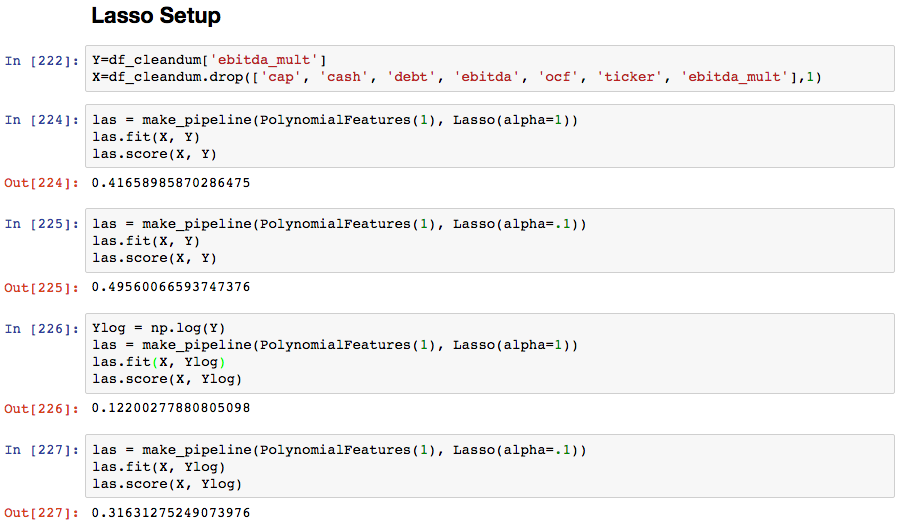 Lasso Setup
In [222]:
Y=df_cleandum['ebitda_mult']
X=df_cleandum.drop(['cap', 'cash', 'debt', 'ebitda', 'ocf', 'ticker', 'ebitda_mult'],1)
In [224]:
las = make_pipeline(PolynomialFeatures(1), Lasso(alpha=1))
las.fit(X, Y)
las.score(X, Y)
Out[224]:
0.41658985870286475
In [225]:
las = make_pipeline(PolynomialFeatures(1), Lasso(alpha=.1))
las.fit(X, Y)
las.score(X, Y)
Out[225]:
0.49560066593747376
In [226]:
Ylog = np.log(Y)
las = make_pipeline(PolynomialFeatures(1), Lasso(alpha=1))
las.fit(X, Ylog)
las.score(X, Ylog)
Out[226]:
0.12200277880805098
In [227]:
las = make_pipeline(PolynomialFeatures(1), Lasso(alpha=.1))
las.fit(X, Ylog)
las.score(X, Ylog)
Out[227]:
0.31631275249073976